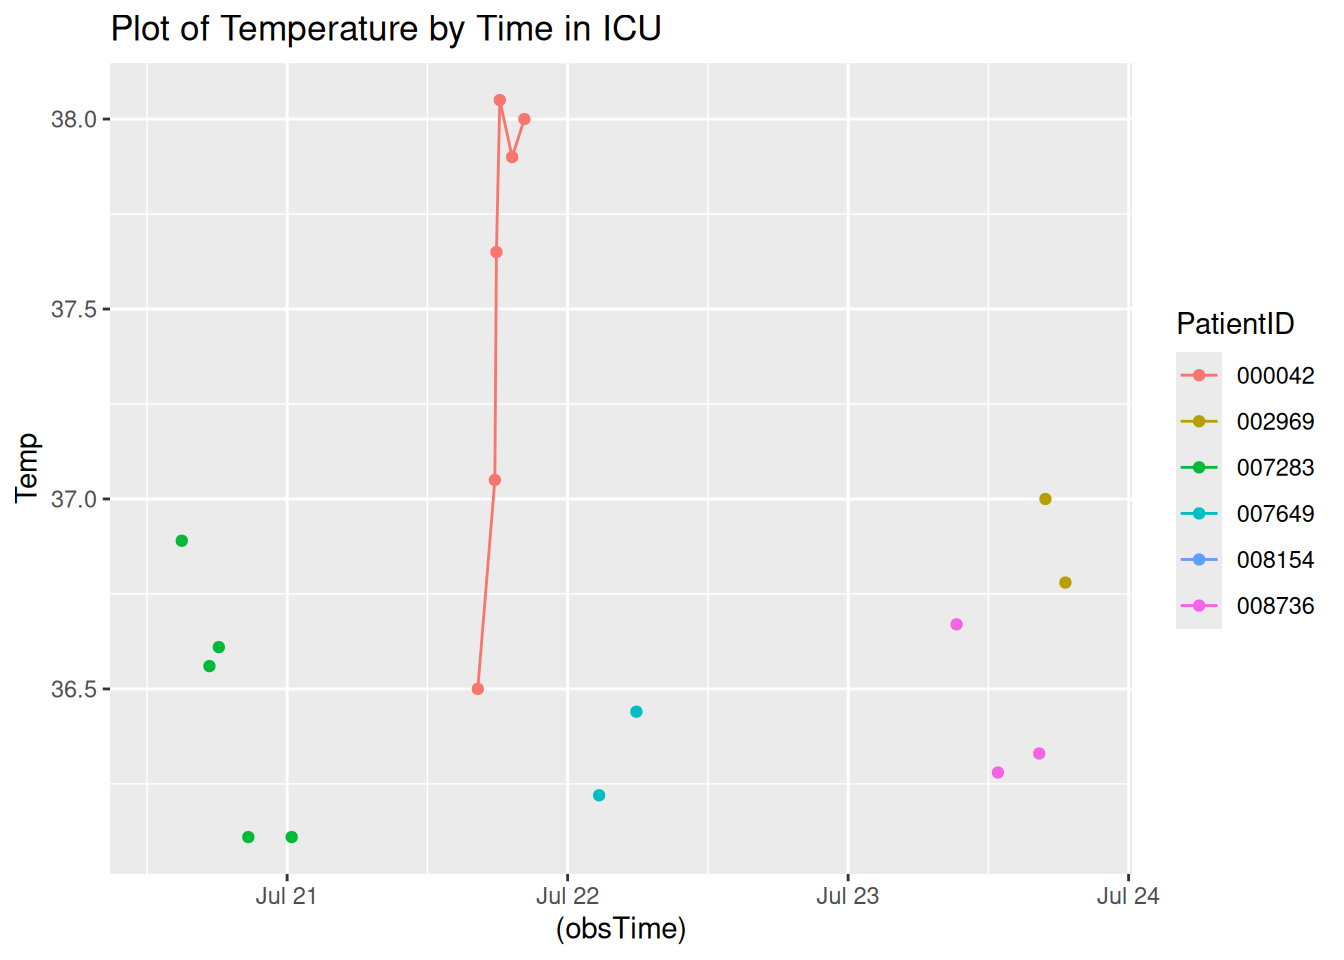 Plot of Temperature by Time in ICU
38.0
37.5
37.0
36.5
Temp
Jul 21
Jul 22
Jul 23
Jul 24
(obsTime)
PatientID
000042
002969
007283
007649
008154
008736